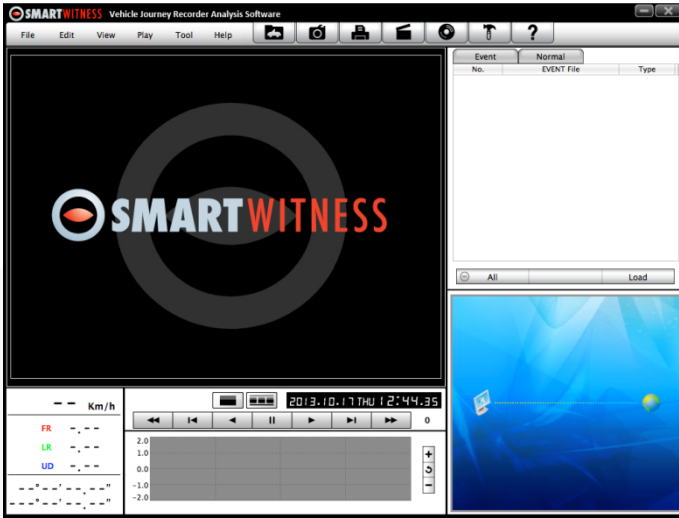 SMARTWITNESS Vehicle Journey Recorder Analysis Software
File Edit View Play Tool Help ?
Event Normal
No. EVENT File Type
SMARTWITNESS
All Load
-- Km/h
2013.10.17 THU 12:44.35
0
FR -.--
LR -.--
UD -.--
--°--'--.--"
---°--'--.--"
2.0
1.0
0.0
-1.0
-2.0